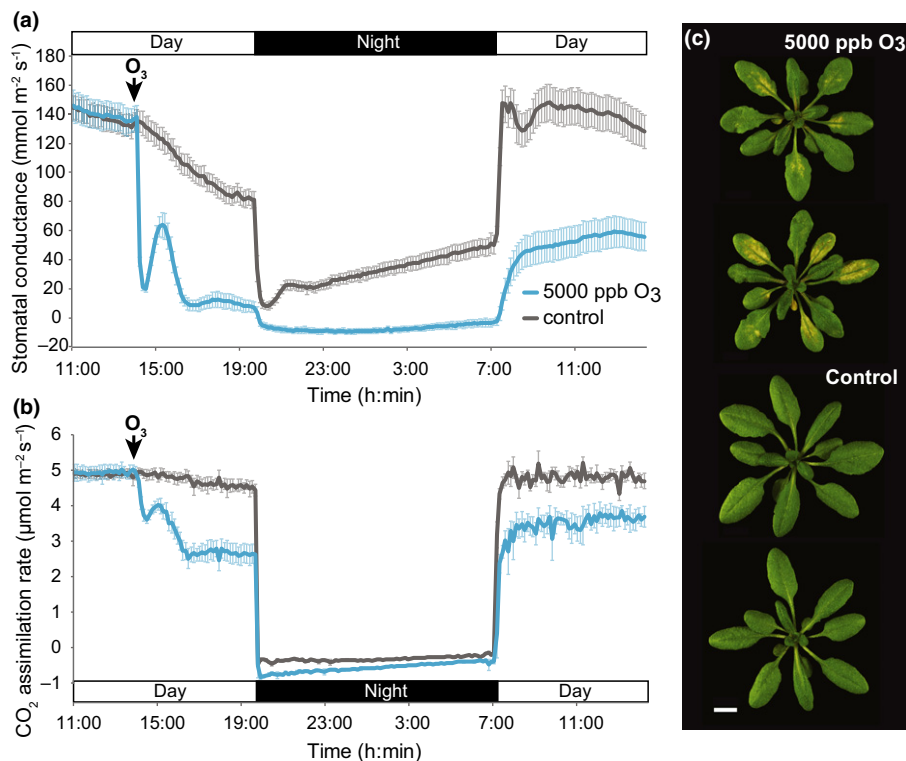 (a)
Day Night Day
Stomatal conductance (mmol m⁻² s⁻¹)
180
160
140
120
100
80
60
40
20
0
−20
O₃
5000 ppb O₃
control
11:00 15:00 19:00 23:00 3:00 7:00 11:00
Time (h:min)
(b)
CO₂ assimilation rate (µmol m⁻² s⁻¹)
6
5
4
3
2
1
0
−1
O₃
Day Night Day
11:00 15:00 19:00 23:00 3:00 7:00 11:00
Time (h:min)
(c)
5000 ppb O₃
Control